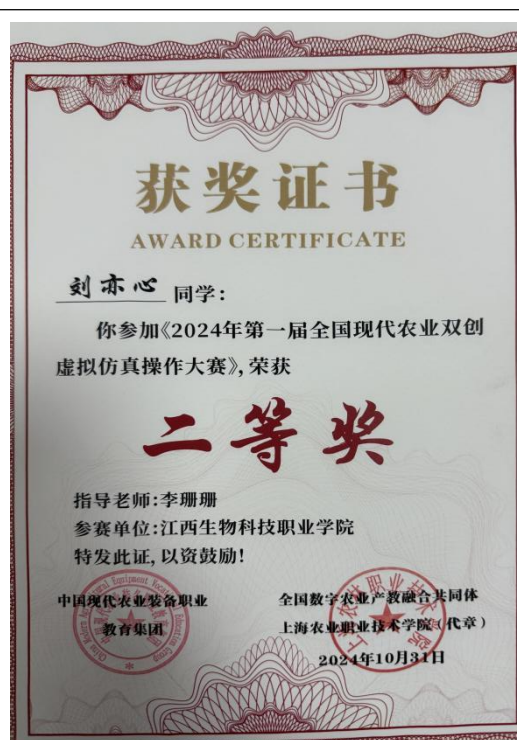 获奖证书
AWARD CERTIFICATE
刘亦心 同学:
你参加《2024年第一届全国现代农业双创
虚拟仿真操作大赛》,荣获
二等奖
指导老师:李珊珊
参赛单位:江西生物科技职业学院
特发此证,以资鼓励!
中国现代农业装备职业
教育集团
全国数字农业产教融合共同体
上海农业职业技术学院(代章)
2024年10月31日